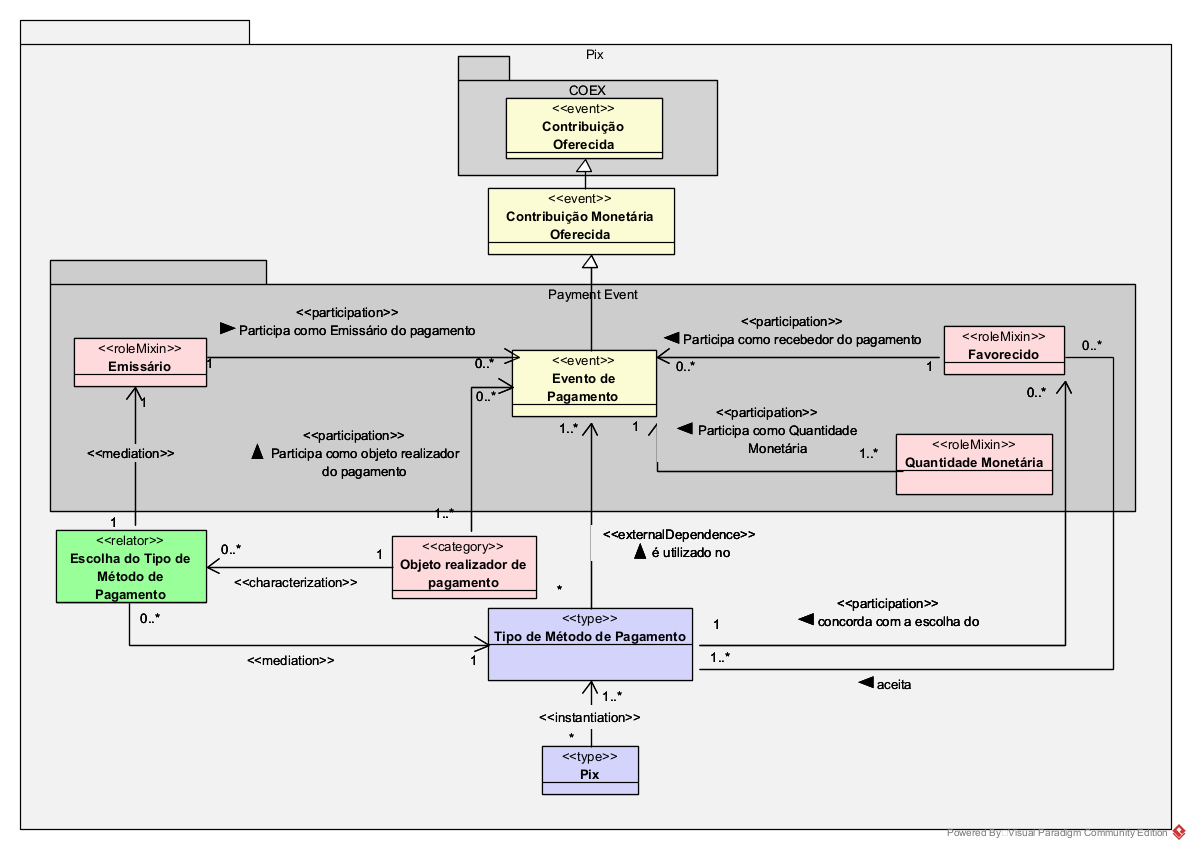 Pix
COEX
<<event>>
Contribuição
Oferecida
<<event>>
Contribuição Monetária
Oferecida
Payment Event
<<participation>>
Participa como Emissário do pagamento
<<participation>>
Participa como recebedor do pagamento
<<roleMixin>>
Emissário
1
0..*
<<event>>
Evento de
Pagamento
0..*
1
<<roleMixin>>
Favorecido
0..*
0..*
0..*
1
<<mediation>>
<<participation>>
Participa como objeto realizador
do pagamento
1..*
1
<<participation>>
Participa como Quantidade
Monetária
1..*
<<roleMixin>>
Quantidade Monetária
1
1..*
<<relator>>
Escolha do Tipo de
Método de
Pagamento
0..*
1
<<characterization>>
<<category>>
Objeto realizador de
pagamento
<<externalDependence>>
é utilizado no
*
0..*
<<mediation>>
1
<<type>>
Tipo de Método de Pagamento
1
<<participation>>
concorda com a escolha do
1..*
aceita
1..*
<<instantiation>>
*
<<type>>
Pix
Powered By Visual Paradigm Community Edition